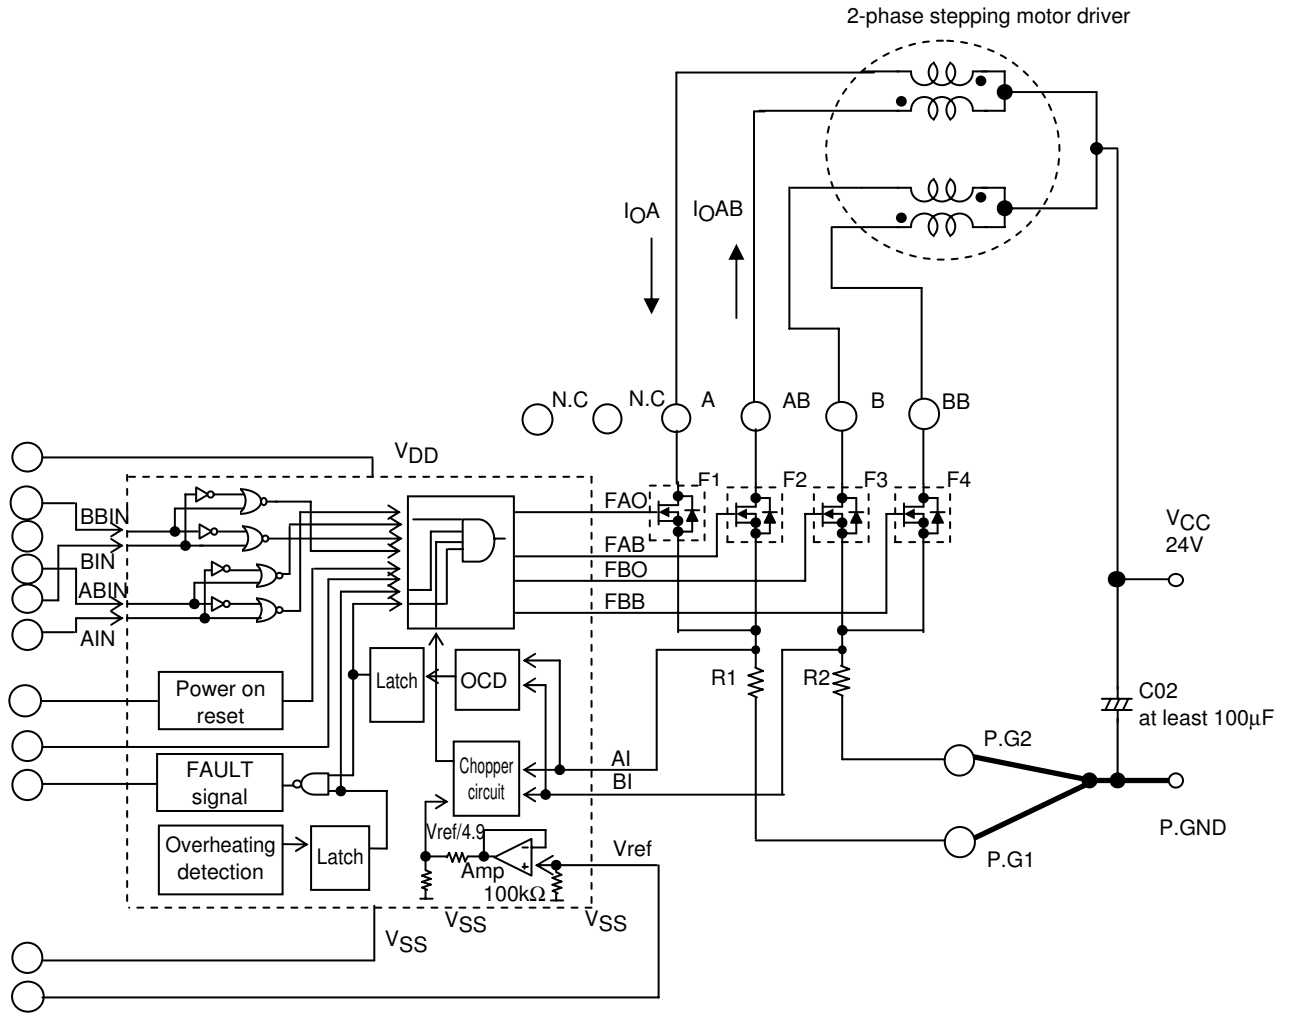 2-phase stepping motor driver
IOA
IOAB
N.C
N.C
A
AB
B
BB
VDD
F1
F2
F3
F4
FAO
FAB
FBO
FBB
BBIN
BIN
ABIN
AIN
VCC
24V
Power on
reset
Latch
OCD
R1
R2
C02
at least 100μF
FAULT
signal
Chopper
circuit
AI
BI
P.G2
P.GND
P.G1
Overheating
detection
Latch
Vref/4.9
Amp
Vref
100kΩ
VSS
VSS
VSS